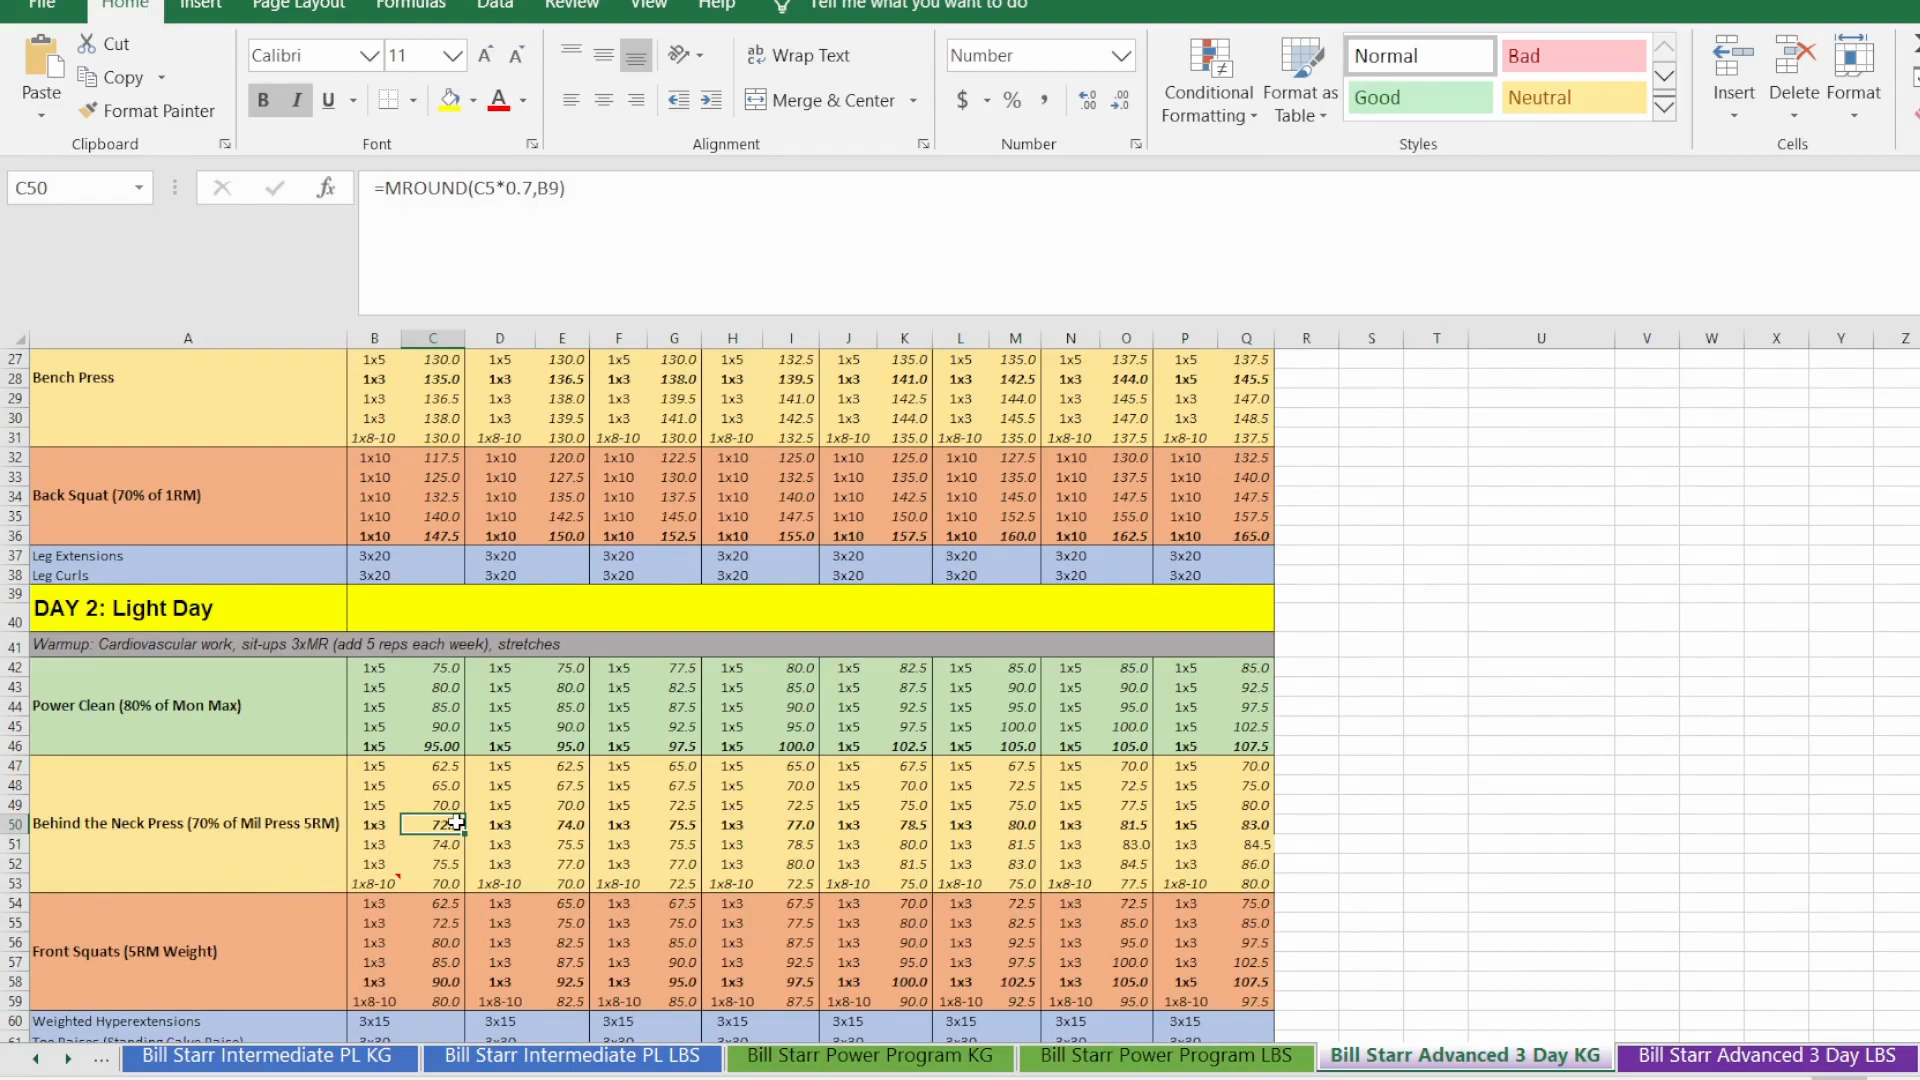 File Home Insert Page Layout Formulas Data Review View Help Tell me what you want to do
Paste Cut Calibri 11 Wrap Text Number Normal Bad
Copy Conditional Formatting Format as Table Insert Delete Format
Format Painter B I U A Merge & Center $ % , Good Neutral
Clipboard Font Alignment Number Styles Cells
C50 fx =MROUND(C5*0.7,B9)
A B C D E F G H I J K L M N O P Q R S T U V W X Y Z
27 1x5 130.0 1x5 130.0 1x5 130.0 1x5 132.5 1x5 135.0 1x5 135.0 1x5 137.5 1x5 137.5
28 Bench Press 1x3 135.0 1x3 136.5 1x3 138.0 1x3 139.5 1x3 141.0 1x3 142.5 1x3 144.0 1x5 145.5
29 1x3 136.5 1x3 138.0 1x3 139.5 1x3 141.0 1x3 142.5 1x3 144.0 1x3 145.5 1x3 147.0
30 1x3 138.0 1x3 139.5 1x3 141.0 1x3 142.5 1x3 144.0 1x3 145.5 1x3 147.0 1x3 148.5
31 1x8-10 130.0 1x8-10 130.0 1x8-10 130.0 1x8-10 132.5 1x8-10 135.0 1x8-10 135.0 1x8-10 137.5 1x8-10 137.5
32 1x10 117.5 1x10 120.0 1x10 122.5 1x10 125.0 1x10 125.0 1x10 127.5 1x10 130.0 1x10 132.5
33 1x10 125.0 1x10 127.5 1x10 130.0 1x10 132.5 1x10 135.0 1x10 135.0 1x10 137.5 1x10 140.0
34 Back Squat (70% of 1RM) 1x10 132.5 1x10 135.0 1x10 137.5 1x10 140.0 1x10 142.5 1x10 145.0 1x10 147.5 1x10 147.5
35 1x10 140.0 1x10 142.5 1x10 145.0 1x10 147.5 1x10 150.0 1x10 152.5 1x10 155.0 1x10 157.5
36 1x10 147.5 1x10 150.0 1x10 152.5 1x10 155.0 1x10 157.5 1x10 160.0 1x10 162.5 1x10 165.0
37 Leg Extensions 3x20 3x20 3x20 3x20 3x20 3x20 3x20 3x20
38 Leg Curls 3x20 3x20 3x20 3x20 3x20 3x20 3x20 3x20
39
40 DAY 2: Light Day
41 Warmup: Cardiovascular work, sit-ups 3xMR (add 5 reps each week), stretches
42 1x5 75.0 1x5 75.0 1x5 77.5 1x5 80.0 1x5 82.5 1x5 85.0 1x5 85.0 1x5 85.0
43 1x5 80.0 1x5 80.0 1x5 82.5 1x5 85.0 1x5 87.5 1x5 90.0 1x5 90.0 1x5 92.5
44 Power Clean (80% of Mon Max) 1x5 85.0 1x5 85.0 1x5 87.5 1x5 90.0 1x5 92.5 1x5 95.0 1x5 95.0 1x5 97.5
45 1x5 90.0 1x5 90.0 1x5 92.5 1x5 95.0 1x5 97.5 1x5 100.0 1x5 100.0 1x5 102.5
46 1x5 95.00 1x5 95.0 1x5 97.5 1x5 100.0 1x5 102.5 1x5 105.0 1x5 105.0 1x5 107.5
47 1x5 62.5 1x5 62.5 1x5 65.0 1x5 65.0 1x5 67.5 1x5 67.5 1x5 70.0 1x5 70.0
48 1x5 65.0 1x5 67.5 1x5 67.5 1x5 70.0 1x5 70.0 1x5 72.5 1x5 72.5 1x5 75.0
49 1x5 70.0 1x5 70.0 1x5 72.5 1x5 72.5 1x5 75.0 1x5 75.0 1x5 77.5 1x5 80.0
50 Behind the Neck Press (70% of Mil Press 5RM) 1x3 1x3 74.0 1x3 75.5 1x3 77.0 1x3 78.5 1x3 80.0 1x3 81.5 1x5 83.0
51 1x3 74.0 1x3 75.5 1x3 75.5 1x3 78.5 1x3 80.0 1x3 81.5 1x3 83.0 1x3 84.5
52 1x3 75.5 1x3 77.0 1x3 77.0 1x3 80.0 1x3 81.5 1x3 83.0 1x3 84.5 1x3 86.0
53 1x8-10 70.0 1x8-10 70.0 1x8-10 72.5 1x8-10 72.5 1x8-10 75.0 1x8-10 75.0 1x8-10 77.5 1x8-10 80.0
54 1x3 62.5 1x3 65.0 1x3 67.5 1x3 67.5 1x3 70.0 1x3 72.5 1x3 72.5 1x3 75.0
55 1x3 72.5 1x3 75.0 1x3 75.0 1x3 77.5 1x3 80.0 1x3 82.5 1x3 85.0 1x3 85.0
56 Front Squats (5RM Weight) 1x3 80.0 1x3 82.5 1x3 85.0 1x3 87.5 1x3 90.0 1x3 92.5 1x3 95.0 1x3 97.5
57 1x3 85.0 1x3 87.5 1x3 90.0 1x3 92.5 1x3 95.0 1x3 97.5 1x3 100.0 1x3 102.5
58 1x3 90.0 1x3 92.5 1x3 95.0 1x3 97.5 1x3 100.0 1x3 102.5 1x3 105.0 1x5 107.5
59 1x8-10 80.0 1x8-10 82.5 1x8-10 85.0 1x8-10 87.5 1x8-10 90.0 1x8-10 92.5 1x8-10 95.0 1x8-10 97.5
60 Weighted Hyperextensions 3x15 3x15 3x15 3x15 3x15 3x15 3x15 3x15
Bill Starr Intermediate PL KG Bill Starr Intermediate PL LBS Bill Starr Power Program KG Bill Starr Power Program LBS Bill Starr Advanced 3 Day KG Bill Starr Advanced 3 Day LBS